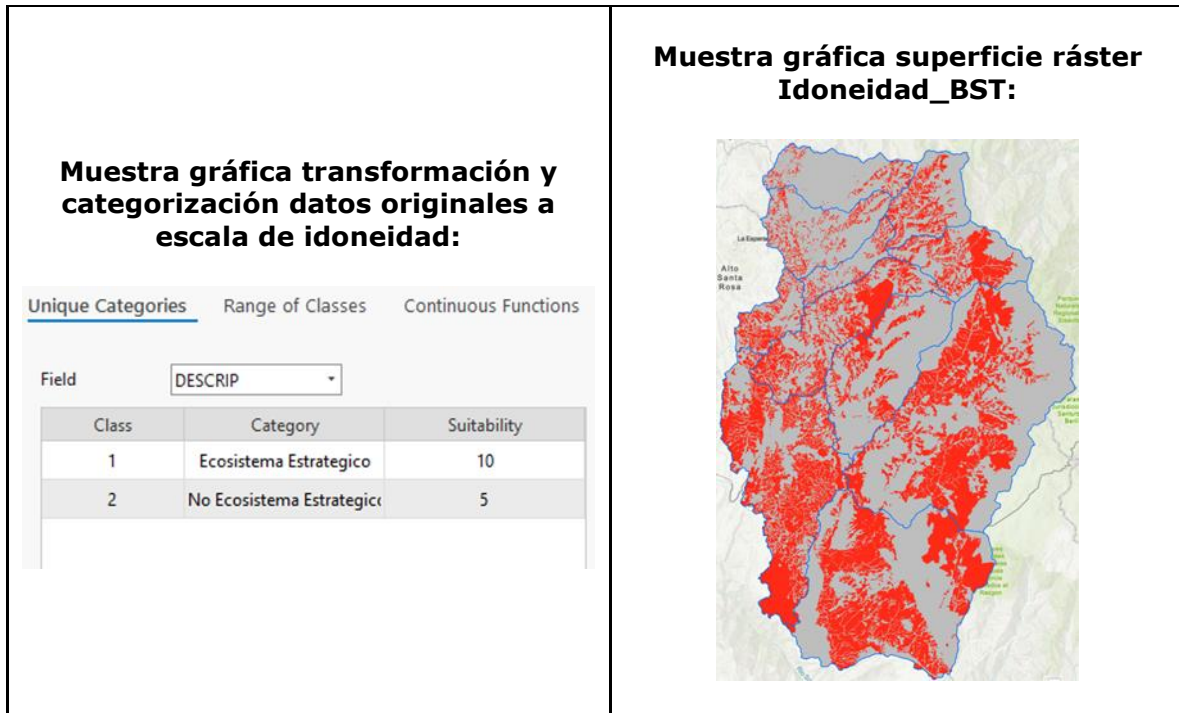 Muestra gráfica transformación y
categorización datos originales a
escala de idoneidad:
Unique Categories Range of Classes Continuous Functions
Field DESCRIP
Class Category Suitability
1 Ecosistema Estrategico 10
2 No Ecosistema Estrategico 5
Muestra gráfica superficie ráster
Idoneidad_BST:
Alto
Santa
Rosa